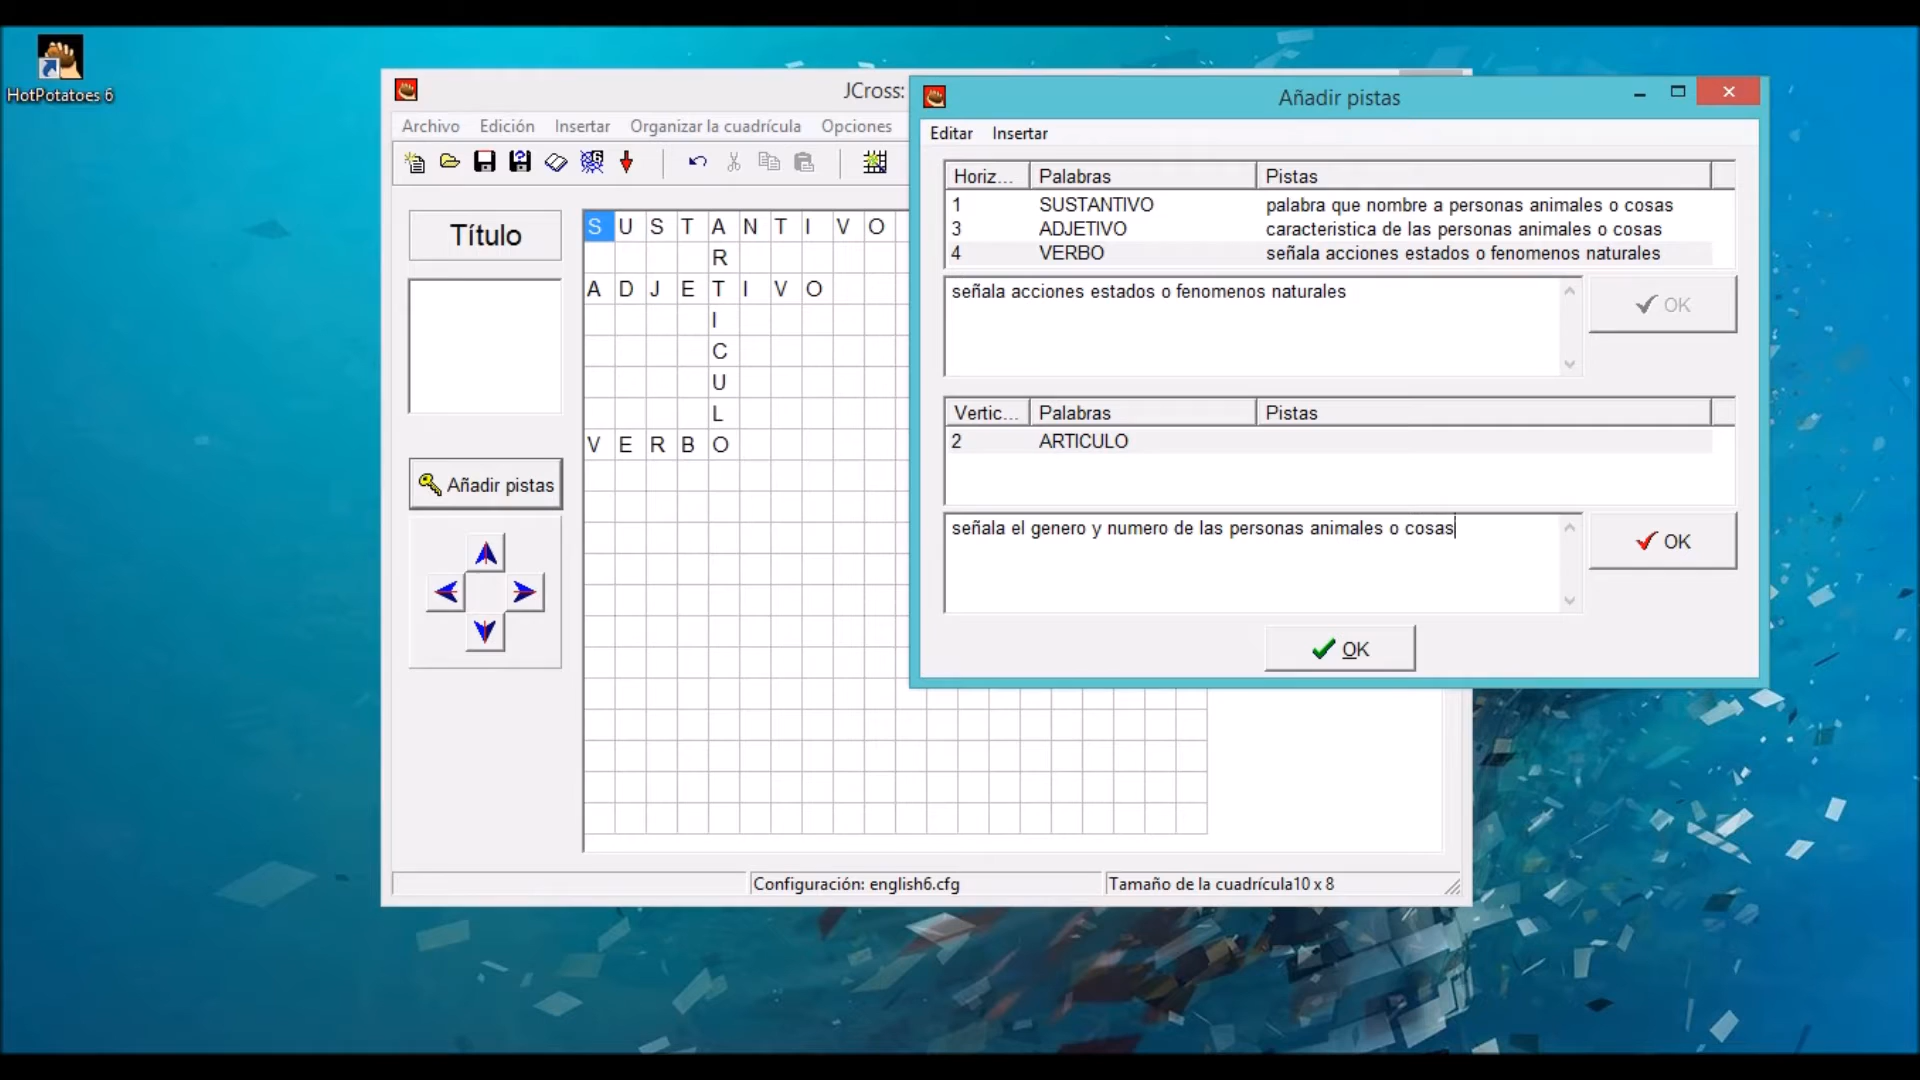 HotPotatoes 6
JCross:
Archivo Edición Insertar Organizar la cuadrícula Opciones
Título
Añadir pistas
S U S T A N T I V O
R
A D J E T I V O
I
C
U
L
V E R B O
Configuración: english6.cfg
Tamaño de la cuadrícula10 x 8
Añadir pistas
Editar Insertar
Horiz... Palabras Pistas
1 SUSTANTIVO palabra que nombre a personas animales o cosas
3 ADJETIVO caracteristica de las personas animales o cosas
4 VERBO señala acciones estados o fenomenos naturales
señala acciones estados o fenomenos naturales
OK
Vertic... Palabras Pistas
2 ARTICULO
señala el genero y numero de las personas animales o cosas
OK
OK